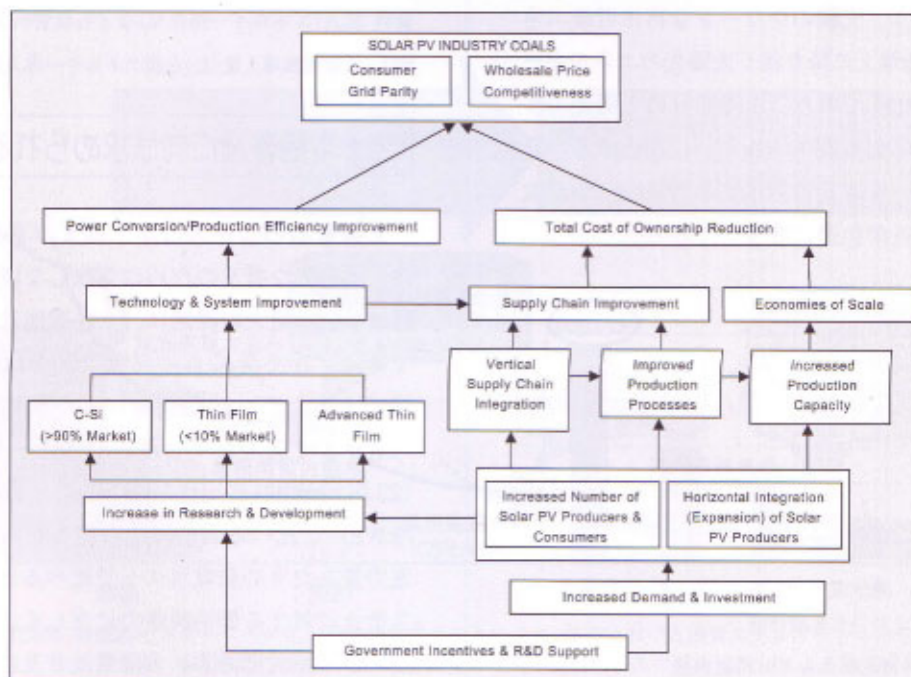 SOLAR PV INDUSTRY COALS
Consumer
Grid Parity
Wholesale Price
Competitiveness
Power Conversion/Production Efficiency Improvement
Total Cost of Ownership Reduction
Technology & System Improvement
Supply Chain Improvement
Economies of Scale
Vertical
Supply Chain
Integration
Improved
Production
Processes
Increased
Production
Capacity
C-Si
(>90% Market)
Thin Film
(<10% Market)
Advanced Thin
Film
Increase in Research & Development
Increased Number of
Solar PV Producers &
Consumers
Horizontal Integration
(Expansion) of Solar
PV Producers
Increased Demand & Investment
Government Incentives & R&D Support